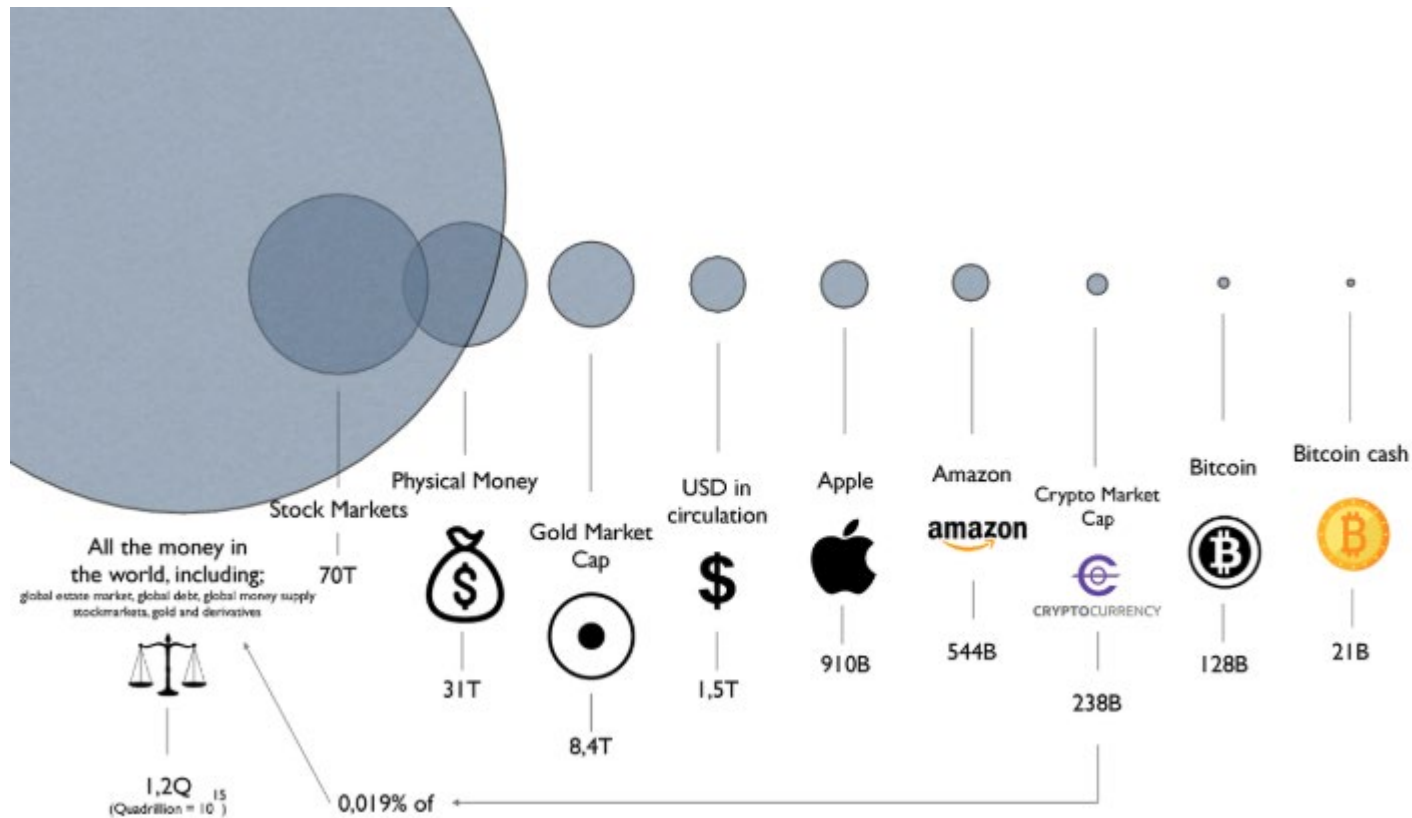 All the money in
the world, including;
global estate market, global debt, global money supply
stockmarkets, gold and derivatives
1,2Q
(Quadrillion = 10 15 )
Stock Markets
70T
Physical Money
$
31T
Gold Market
Cap
8,4T
USD in
circulation
$
1,5T
Apple
910B
Amazon
amazon
544B
Crypto Market
Cap
CRYPTOCURRENCY
238B
Bitcoin
128B
Bitcoin cash
21B
0,019% of